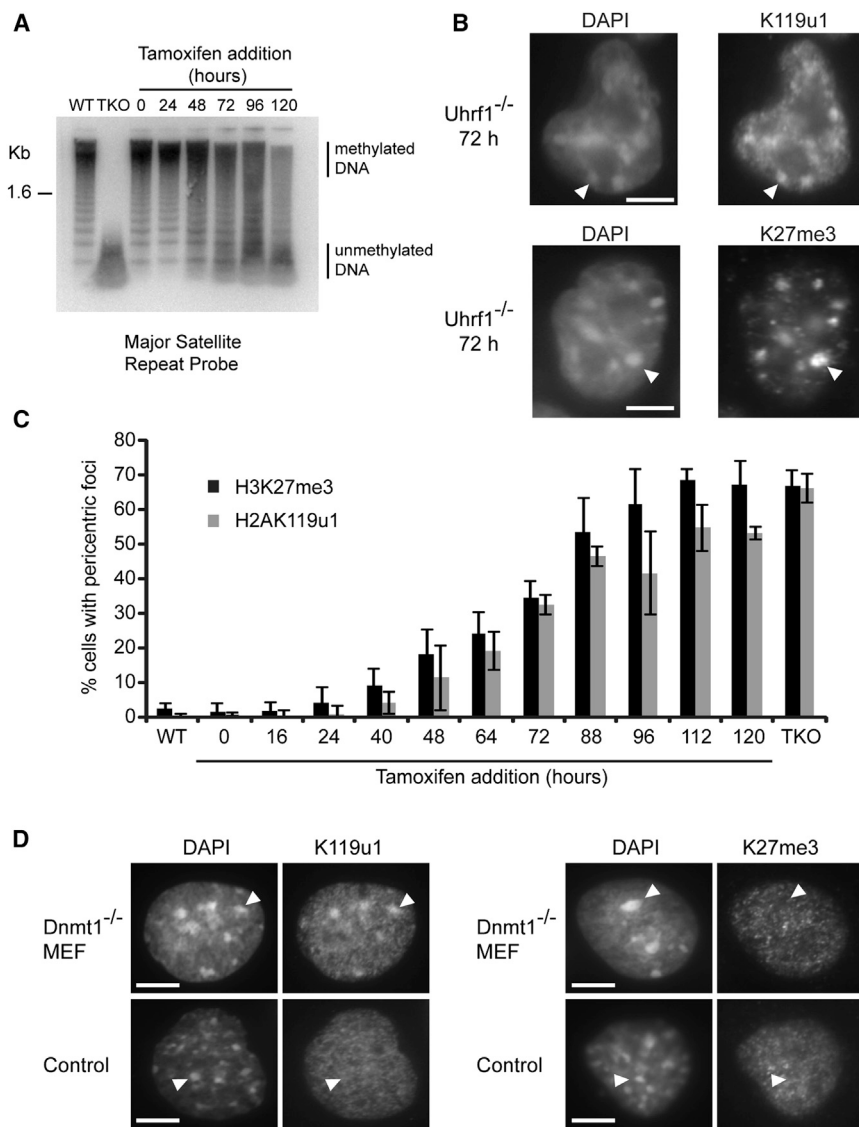 A
Tamoxifen addition
(hours)
WT TKO 0 24 48 72 96 120
Kb
1.6
methylated
DNA
unmethylated
DNA
Major Satellite
Repeat Probe
B
DAPI
K119u1
Uhrf1-/-
72 h
DAPI
K27me3
Uhrf1-/-
72 h
C
% cells with pericentric foci
80
70
60
50
40
30
20
10
0
H3K27me3
H2AK119u1
WT 0 16 24 40 48 64 72 88 96 112 120 TKO
Tamoxifen addition (hours)
D
DAPI
K119u1
Dnmt1-/-
MEF
Control
DAPI
K27me3
Dnmt1-/-
MEF
Control